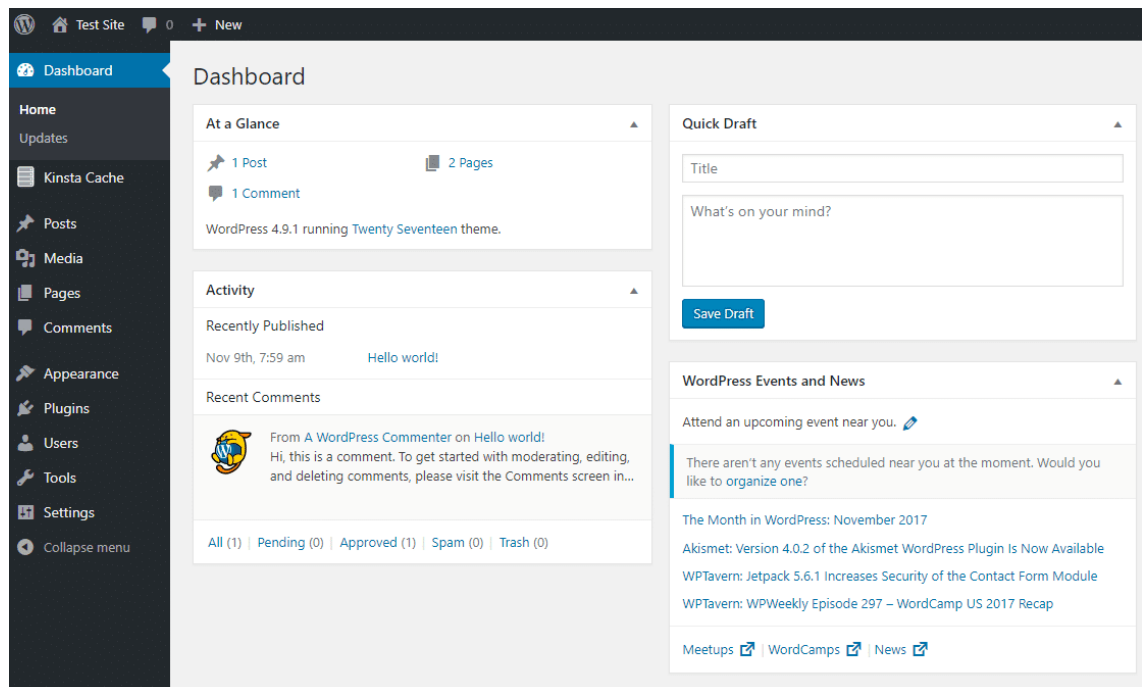 Test Site 0 New
Dashboard
Home
Updates
Kinsta Cache
Posts
Media
Pages
Comments
Appearance
Plugins
Users
Tools
Settings
Collapse menu
Dashboard
At a Glance
1 Post 2 Pages
1 Comment
WordPress 4.9.1 running Twenty Seventeen theme.
Activity
Recently Published
Nov 9th, 7:59 am Hello world!
Recent Comments
From A WordPress Commenter on Hello world!
Hi, this is a comment. To get started with moderating, editing,
and deleting comments, please visit the Comments screen in…
All (1) | Pending (0) | Approved (1) | Spam (0) | Trash (0)
Quick Draft
Title
What's on your mind?
Save Draft
WordPress Events and News
Attend an upcoming event near you.
There aren't any events scheduled near you at the moment. Would you
like to organize one?
The Month in WordPress: November 2017
Akismet: Version 4.0.2 of the Akismet WordPress Plugin Is Now Available
WPTavern: Jetpack 5.6.1 Increases Security of the Contact Form Module
WPTavern: WPWeekly Episode 297 – WordCamp US 2017 Recap
Meetups | WordCamps | News